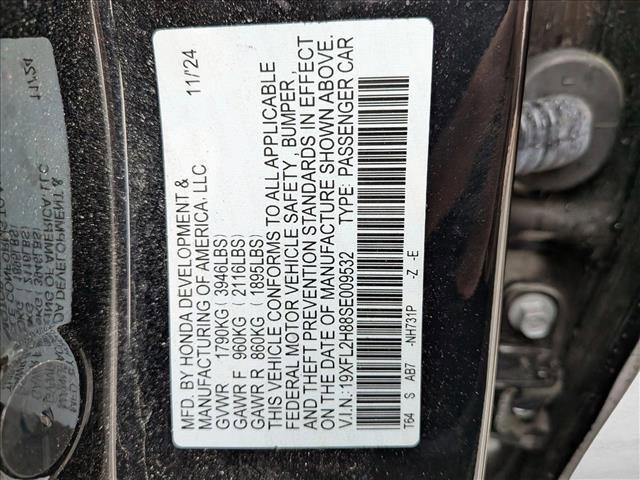 MFD. BY HONDA DEVELOPMENT &
MANUFACTURING OF AMERICA, LLC 11/'24
GVWR 1790KG (3946LBS)
GAWR F 960KG (2116LBS)
GAWR R 860KG (1895LBS)
THIS VEHICLE CONFORMS TO ALL APPLICABLE
FEDERAL MOTOR VEHICLE SAFETY, BUMPER,
AND THEFT PREVENTION STANDARDS IN EFFECT
ON THE DATE OF MANUFACTURE SHOWN ABOVE.
V.I.N: 19XFL2H88SE009532 TYPE: PASSENGER CAR
T64 S AB7 -NH731P -Z -E